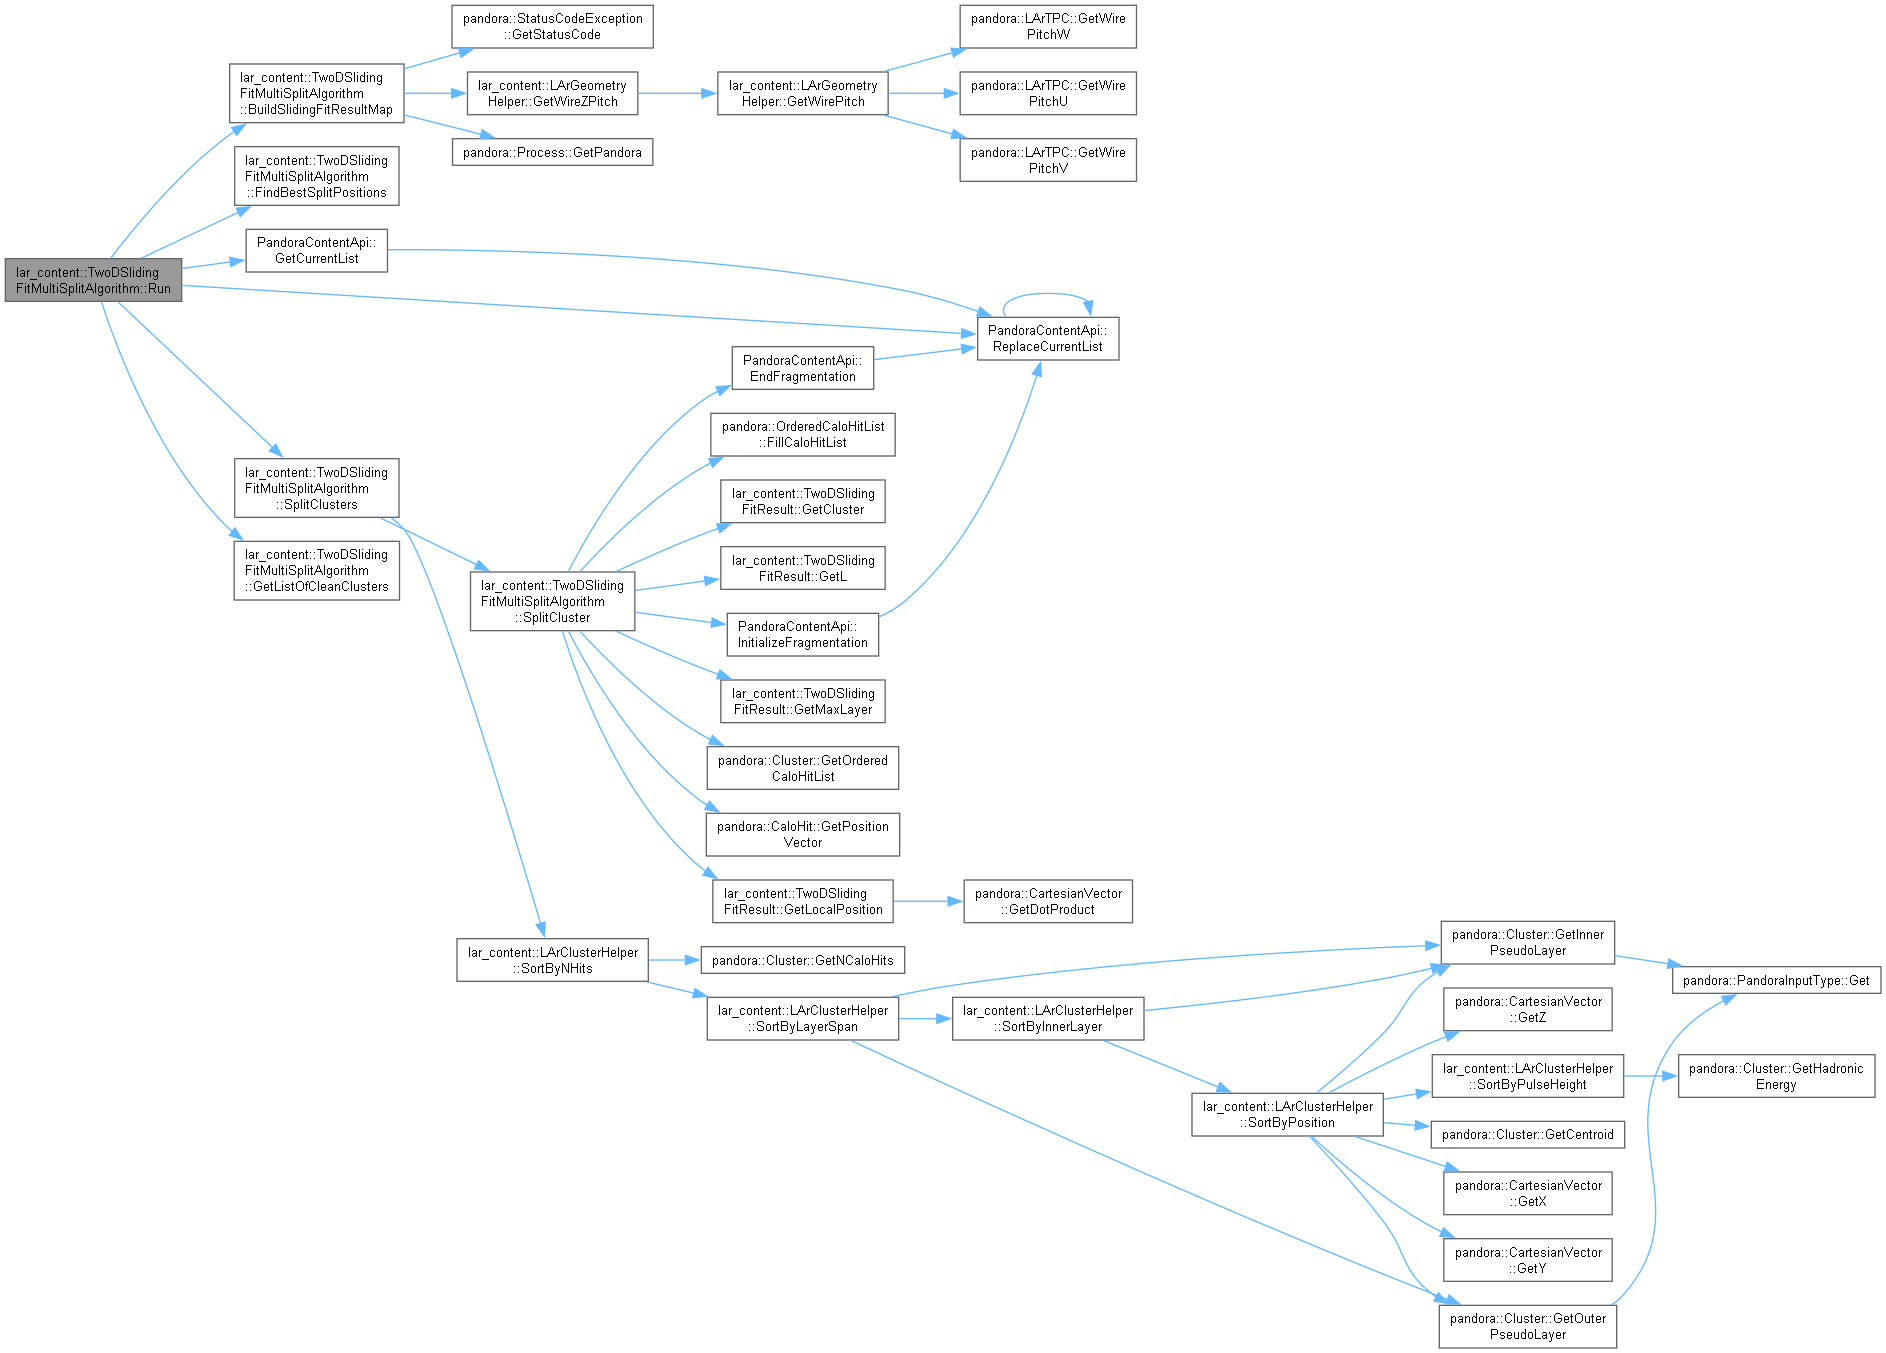 lar_content::TwoDSliding
FitMultiSplitAlgorithm::Run
lar_content::TwoDSliding
FitMultiSplitAlgorithm
::BuildSlidingFitResultMap
lar_content::TwoDSliding
FitMultiSplitAlgorithm
::FindBestSplitPositions
PandoraContentApi::
GetCurrentList
lar_content::TwoDSliding
FitMultiSplitAlgorithm
::SplitClusters
lar_content::TwoDSliding
FitMultiSplitAlgorithm
::GetListOfCleanClusters
pandora::StatusCodeException
::GetStatusCode
lar_content::LArGeometry
Helper::GetWireZPitch
pandora::Process::GetPandora
lar_content::TwoDSliding
FitMultiSplitAlgorithm
::SplitCluster
lar_content::LArClusterHelper
::SortByNHits
lar_content::LArGeometry
Helper::GetWirePitch
PandoraContentApi::
EndFragmentation
pandora::OrderedCaloHitList
::FillCaloHitList
lar_content::TwoDSliding
FitResult::GetCluster
lar_content::TwoDSliding
FitResult::GetL
PandoraContentApi::
InitializeFragmentation
lar_content::TwoDSliding
FitResult::GetMaxLayer
pandora::Cluster::GetOrdered
CaloHitList
pandora::CaloHit::GetPosition
Vector
lar_content::TwoDSliding
FitResult::GetLocalPosition
pandora::Cluster::GetNCaloHits
lar_content::LArClusterHelper
::SortByLayerSpan
pandora::LArTPC::GetWire
PitchW
pandora::LArTPC::GetWire
PitchU
pandora::LArTPC::GetWire
PitchV
PandoraContentApi::
ReplaceCurrentList
pandora::CartesianVector
::GetDotProduct
lar_content::LArClusterHelper
::SortByInnerLayer
lar_content::LArClusterHelper
::SortByPosition
pandora::Cluster::GetInner
PseudoLayer
pandora::CartesianVector
::GetZ
lar_content::LArClusterHelper
::SortByPulseHeight
pandora::Cluster::GetCentroid
pandora::CartesianVector
::GetX
pandora::CartesianVector
::GetY
pandora::Cluster::GetOuter
PseudoLayer
pandora::PandoraInputType::Get
pandora::Cluster::GetHadronic
Energy